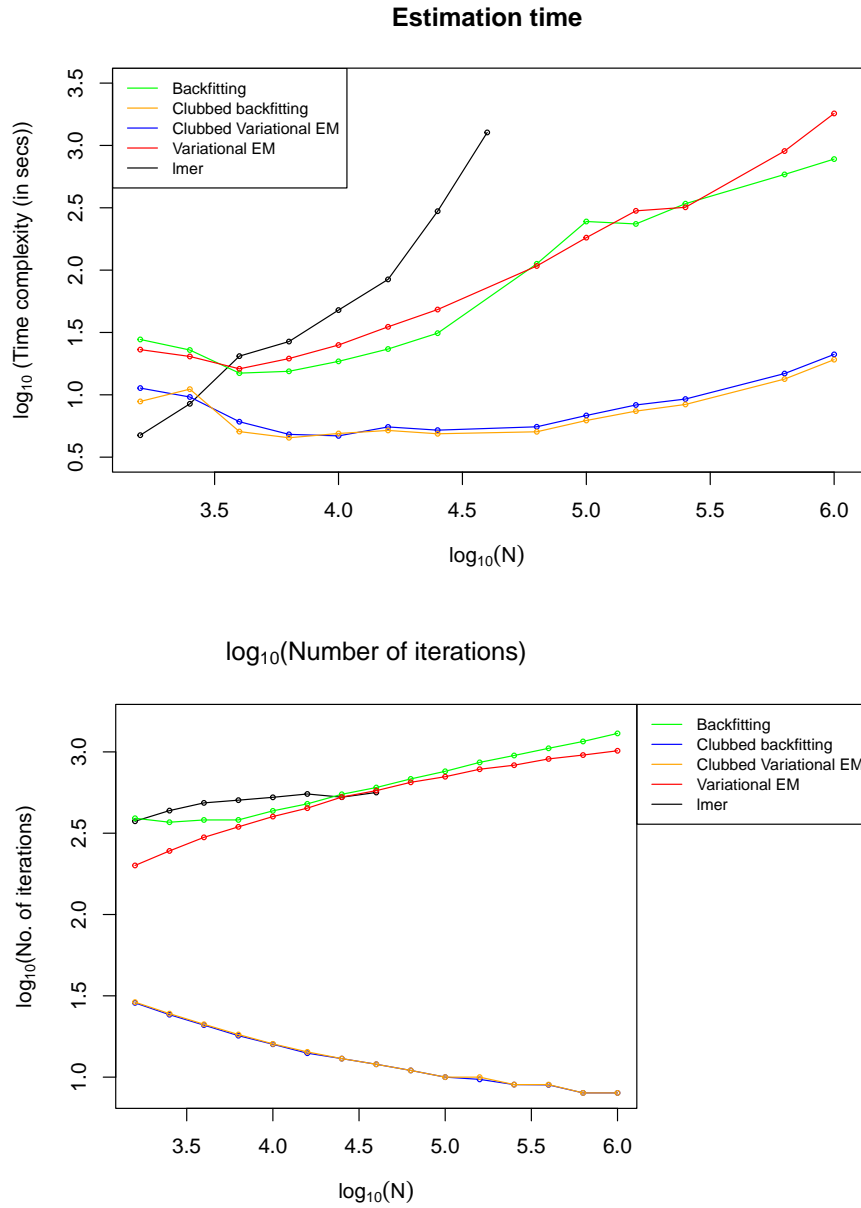 Estimation time
log10 (Time complexity (in secs))
3.5
3.0
2.5
2.0
1.5
1.0
0.5
Backfitting
Clubbed backfitting
Clubbed Variational EM
Variational EM
lmer
3.5 4.0 4.5 5.0 5.5 6.0
log10(N)
log10(Number of iterations)
log10(No. of iterations)
3.0
2.5
2.0
1.5
1.0
Backfitting
Clubbed backfitting
Clubbed Variational EM
Variational EM
lmer
3.5 4.0 4.5 5.0 5.5 6.0
log10(N)